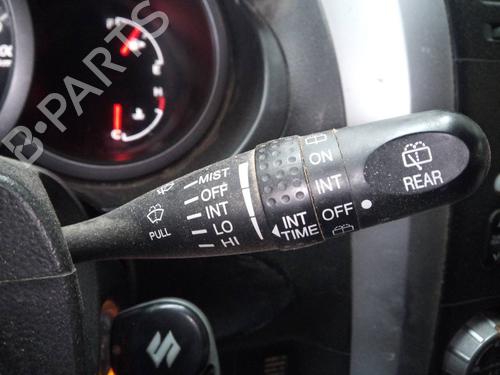 F
E
H
C
MIST
OFF
INT
LO
HI
PULL
INT
TIME
ON
INT
OFF
REAR
B-PARTS